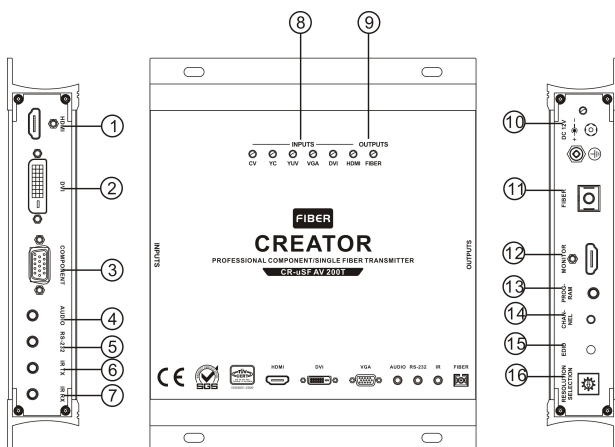 8
9
1
HDMI
2
DVI
3
COMPONENT
4
AUDIO
5
RS-232
6
IR TX
7
IR RX
INPUTS OUTPUTS
CV YC YUV VGA DVI HDMI FIBER
FIBER
CREATOR
PROFESSIONAL COMPONENT/SINGLE FIBER TRANSMITTER
CR-uSF AV 200T
INPUTS
OUTPUTS
CE
SGS
HDMI DVI VGA AUDIO RS-232 IR FIBER
10
DC 12V
- +
11
FIBER
12
MONITOR
13
PROG-
RAM
14
CHAN-
NEL
15
EDID
16
RESOLUTION
SELECTION